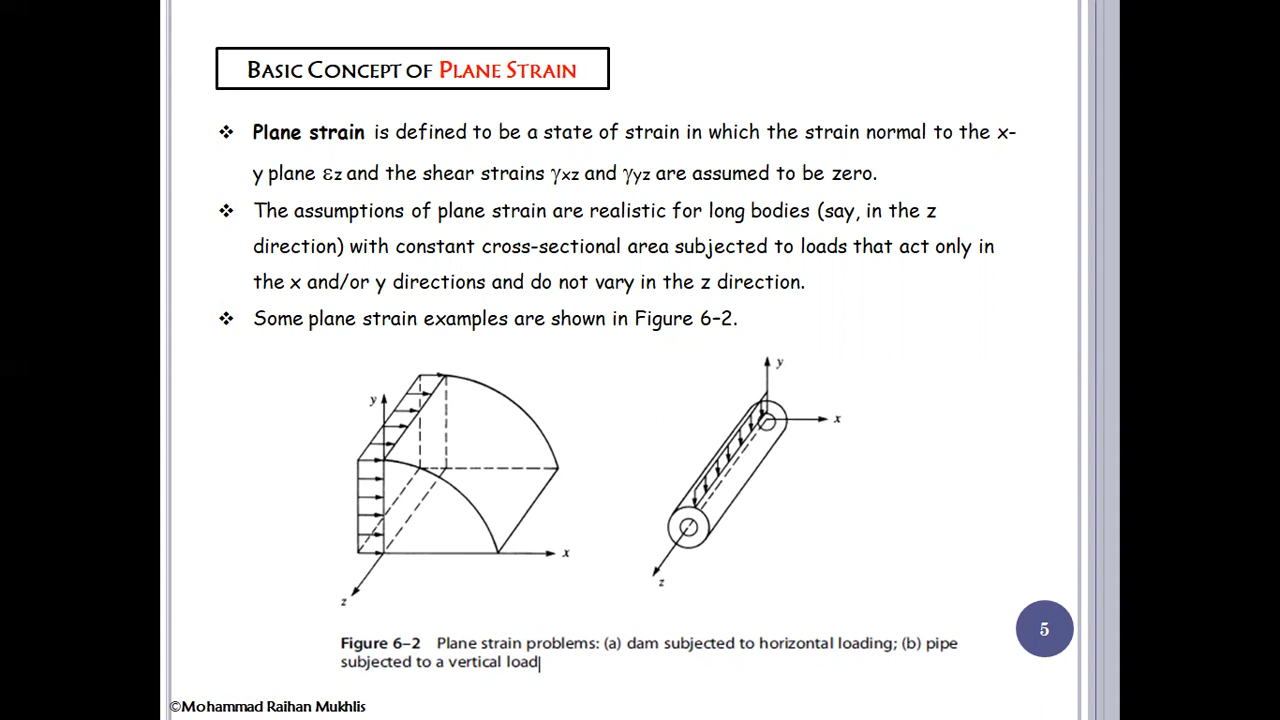 BASIC CONCEPT OF PLANE STRAIN
❖ Plane strain is defined to be a state of strain in which the strain normal to the x-
y plane εz and the shear strains γxz and γyz are assumed to be zero.
❖ The assumptions of plane strain are realistic for long bodies (say, in the z
direction) with constant cross-sectional area subjected to loads that act only in
the x and/or y directions and do not vary in the z direction.
❖ Some plane strain examples are shown in Figure 6–2.
y
x
z
y
x
z
Figure 6–2 Plane strain problems: (a) dam subjected to horizontal loading; (b) pipe
subjected to a vertical load
5
©Mohammad Raihan Mukhlis